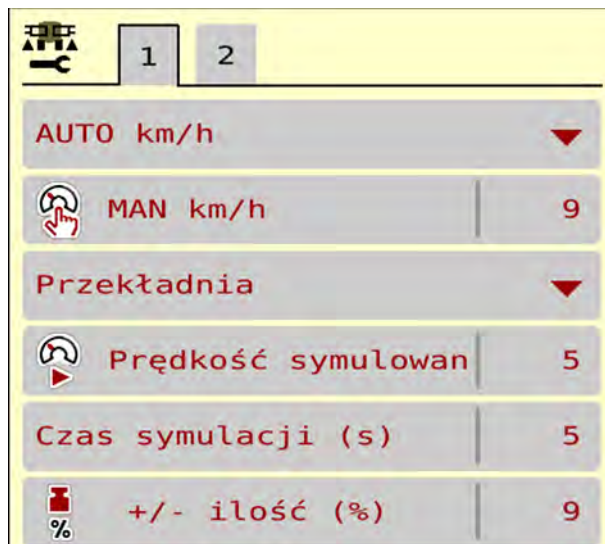 1 2
AUTO km/h
MAN km/h 9
Przekładnia
Prędkość symulowan 5
Czas symulacji (s) 5
% +/- ilość (%) 9